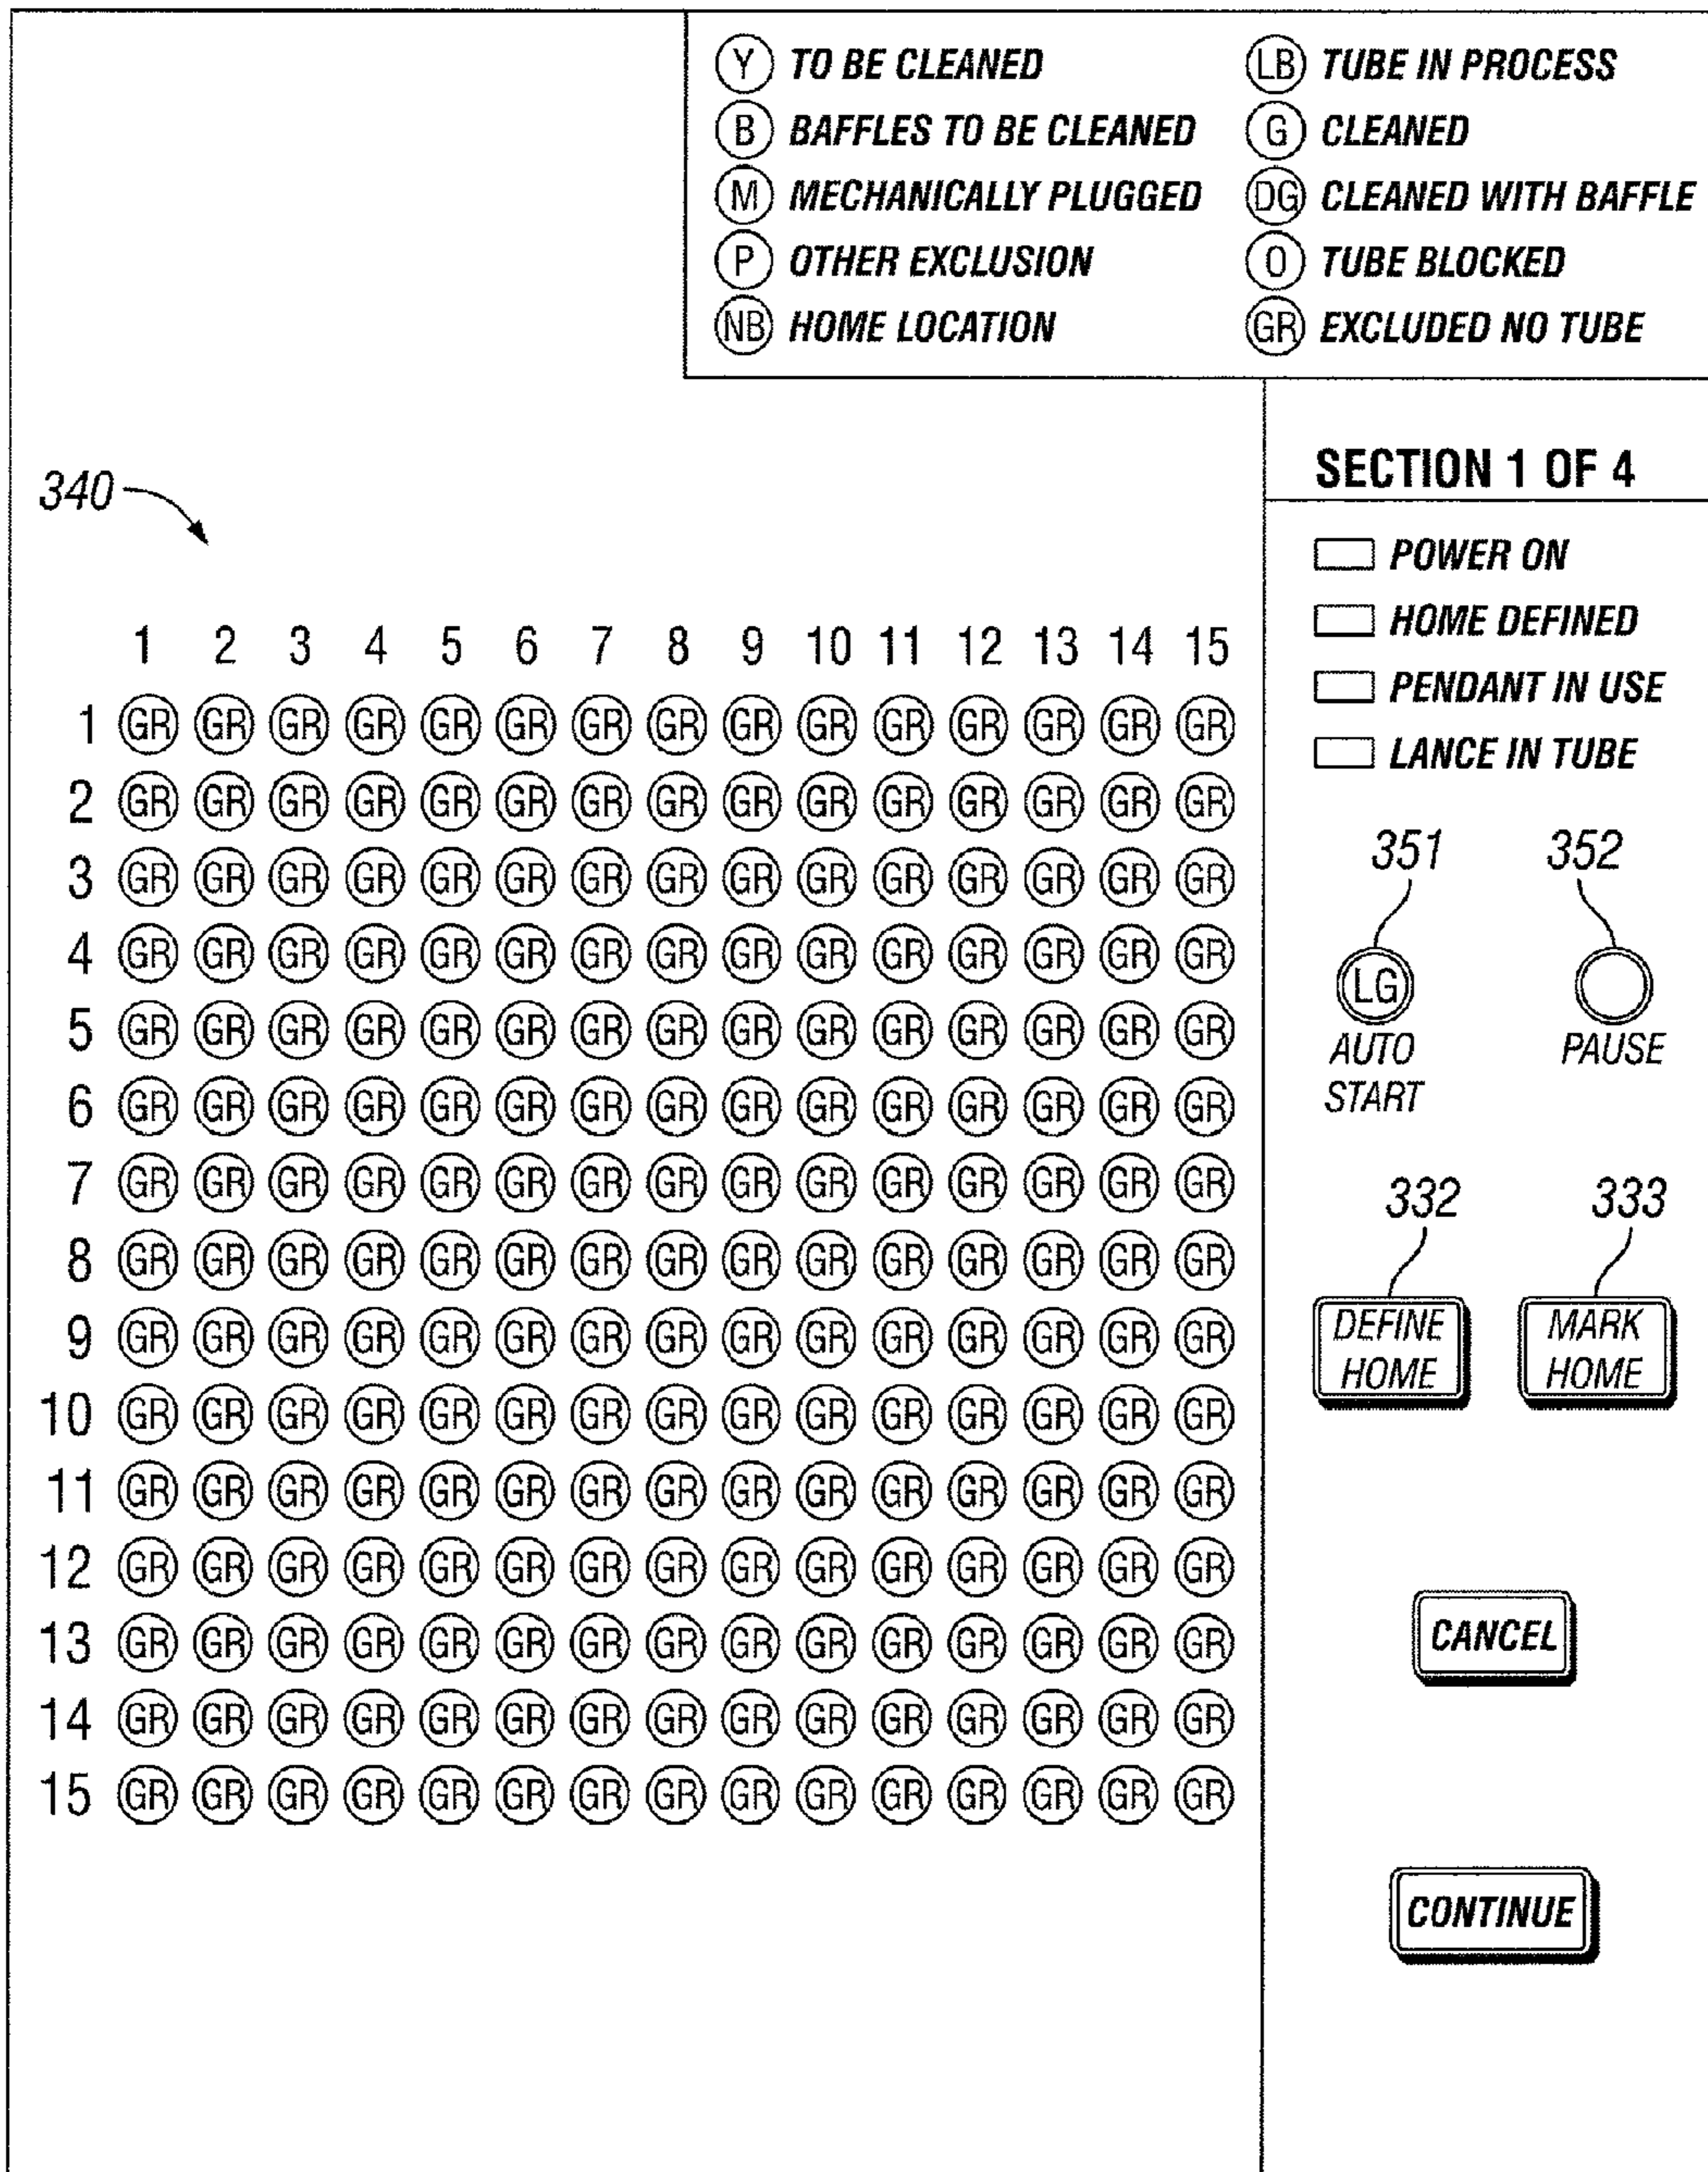 Y TO BE CLEANED LB TUBE IN PROCESS
B BAFFLES TO BE CLEANED G CLEANED
M MECHANICALLY PLUGGED DG CLEANED WITH BAFFLE
P OTHER EXCLUSION O TUBE BLOCKED
NB HOME LOCATION GR EXCLUDED NO TUBE
340
1 2 3 4 5 6 7 8 9 10 11 12 13 14 15
1 GR GR GR GR GR GR GR GR GR GR GR GR GR GR GR
2 GR GR GR GR GR GR GR GR GR GR GR GR GR GR GR
3 GR GR GR GR GR GR GR GR GR GR GR GR GR GR GR
4 GR GR GR GR GR GR GR GR GR GR GR GR GR GR GR
5 GR GR GR GR GR GR GR GR GR GR GR GR GR GR GR
6 GR GR GR GR GR GR GR GR GR GR GR GR GR GR GR
7 GR GR GR GR GR GR GR GR GR GR GR GR GR GR GR
8 GR GR GR GR GR GR GR GR GR GR GR GR GR GR GR
9 GR GR GR GR GR GR GR GR GR GR GR GR GR GR GR
10 GR GR GR GR GR GR GR GR GR GR GR GR GR GR GR
11 GR GR GR GR GR GR GR GR GR GR GR GR GR GR GR
12 GR GR GR GR GR GR GR GR GR GR GR GR GR GR GR
13 GR GR GR GR GR GR GR GR GR GR GR GR GR GR GR
14 GR GR GR GR GR GR GR GR GR GR GR GR GR GR GR
15 GR GR GR GR GR GR GR GR GR GR GR GR GR GR GR
SECTION 1 OF 4
POWER ON
HOME DEFINED
PENDANT IN USE
LANCE IN TUBE
351 352
LG
AUTO PAUSE
START
332 333
DEFINE MARK
HOME HOME
CANCEL
CONTINUE